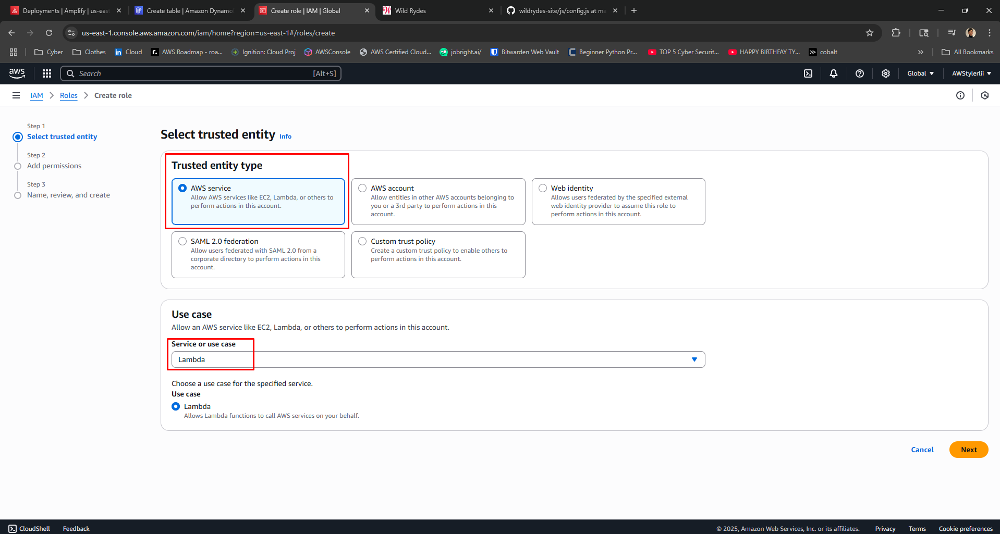 Deployments | Amplify | us-east
Create table | Amazon Dynamo
Create role | IAM | Global
Wild Rydes
wildrydes-site/js/config.js at ma
us-east-1.console.aws.amazon.com/iam/home?region=us-east-1#/roles/create
Cyber
Clothes
Cloud
AWS Roadmap - roa...
Ignition: Cloud Proj
AWSConsole
AWS Certified Cloud...
jobright.ai/
Bitwarden Web Vault
Beginner Python Pr...
TOP 5 Cyber Securit...
HAPPY BIRTHFAY TY...
cobalt
All Bookmarks
aws
Search
[Alt+S]
Global
AWStylerlii
IAM
Roles
Create role
Step 1
Select trusted entity
Step 2
Add permissions
Step 3
Name, review, and create
Select trusted entity Info
Trusted entity type
AWS service
Allow AWS services like EC2, Lambda, or others to
perform actions in this account.
AWS account
Allow entities in other AWS accounts belonging to
you or a 3rd party to perform actions in this
account.
Web identity
Allows users federated by the specified external
web identity provider to assume this role to
perform actions in this account.
SAML 2.0 federation
Allow users federated with SAML 2.0 from a
corporate directory to perform actions in this
account.
Custom trust policy
Create a custom trust policy to enable others to
perform actions in this account.
Use case
Allow an AWS service like EC2, Lambda, or others to perform actions in this account.
Service or use case
Lambda
Choose a use case for the specified service.
Use case
Lambda
Allows Lambda functions to call AWS services on your behalf.
Cancel
Next
CloudShell
Feedback
© 2025, Amazon Web Services, Inc. or its affiliates.
Privacy
Terms
Cookie preferences